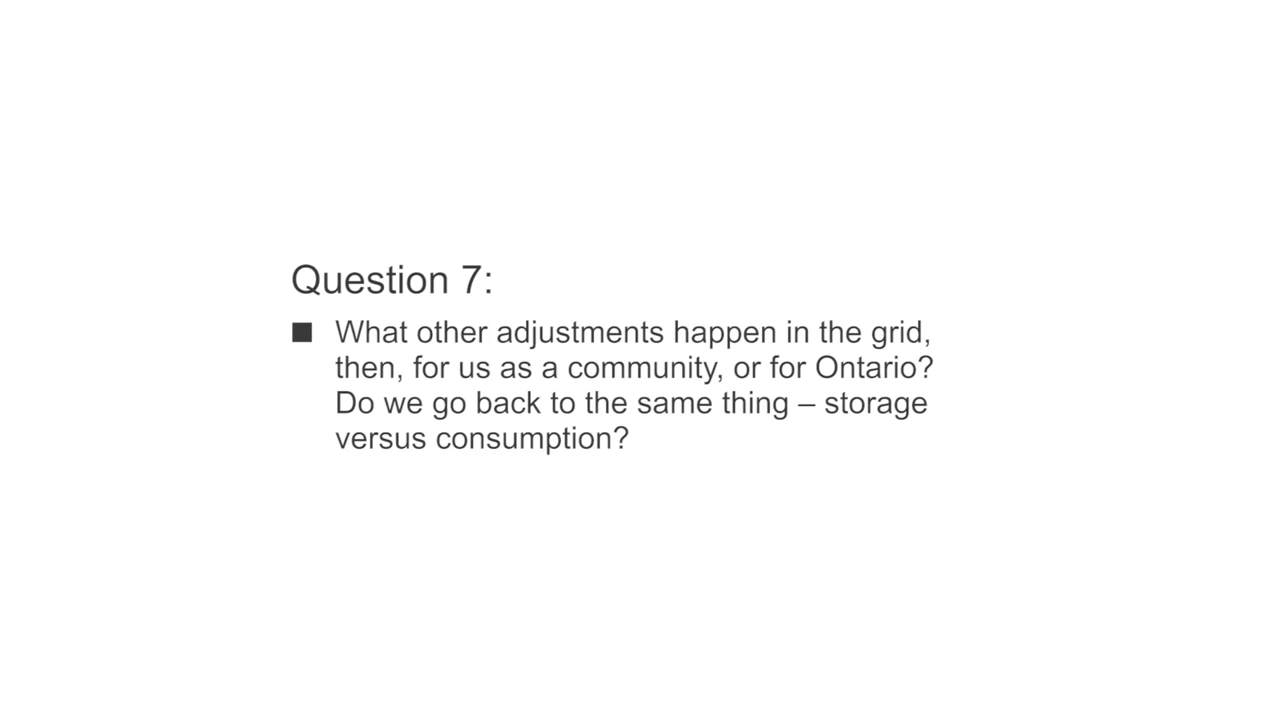 Question 7:
■ What other adjustments happen in the grid,
then, for us as a community, or for Ontario?
Do we go back to the same thing – storage
versus consumption?